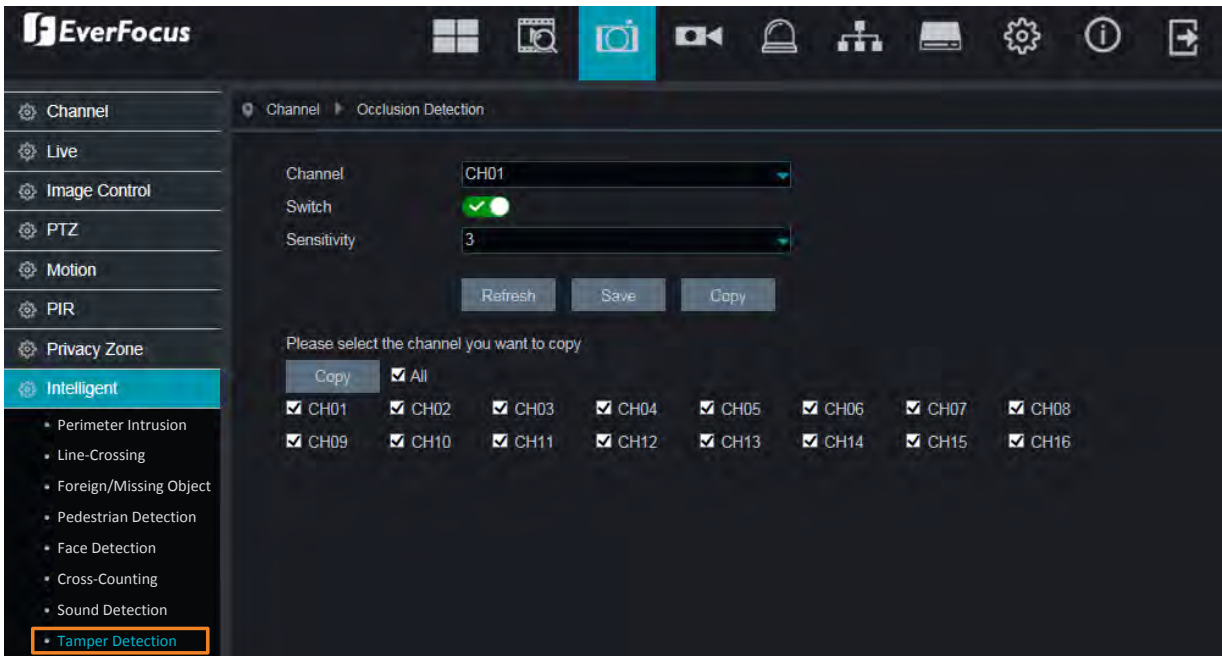 EverFocus
Channel
Live
Image Control
PTZ
Motion
PIR
Privacy Zone
Intelligent
Perimeter Intrusion
Line-Crossing
Foreign/Missing Object
Pedestrian Detection
Face Detection
Cross-Counting
Sound Detection
Tamper Detection
Channel Occlusion Detection
Channel CH01
Switch
Sensitivity 3
Refresh Save Copy
Please select the channel you want to copy
Copy All
CH01 CH02 CH03 CH04 CH05 CH06 CH07 CH08
CH09 CH10 CH11 CH12 CH13 CH14 CH15 CH16